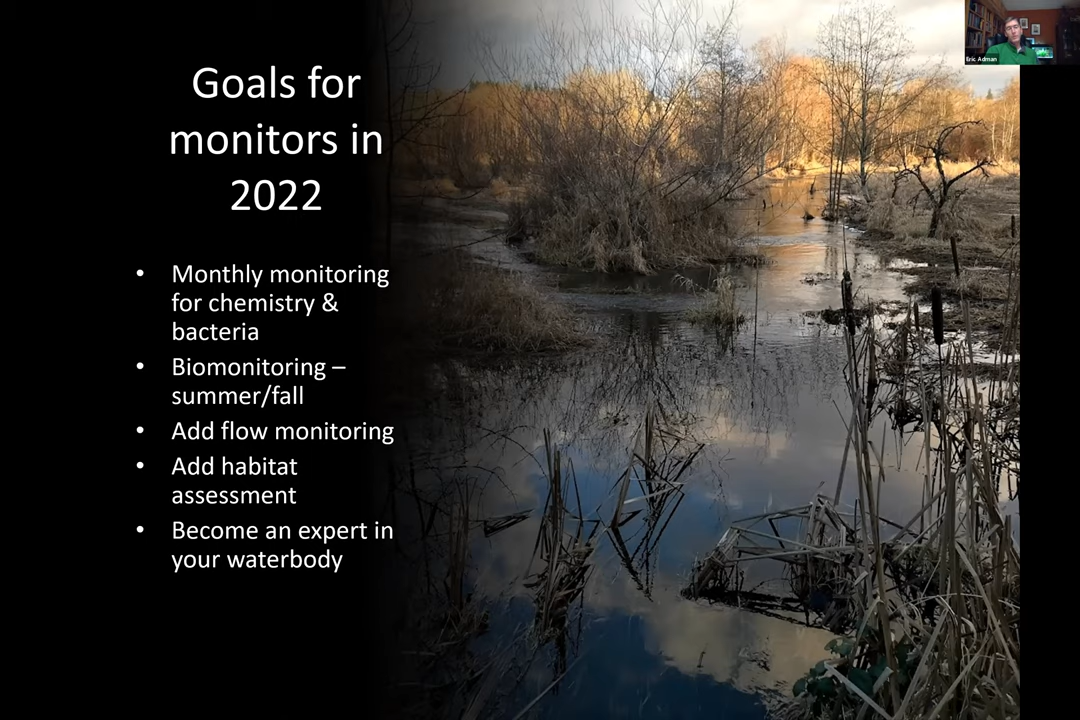 Goals for
monitors in
2022
• Monthly monitoring
for chemistry &
bacteria
• Biomonitoring –
summer/fall
• Add flow monitoring
• Add habitat
assessment
• Become an expert in
your waterbody
Eric Adman